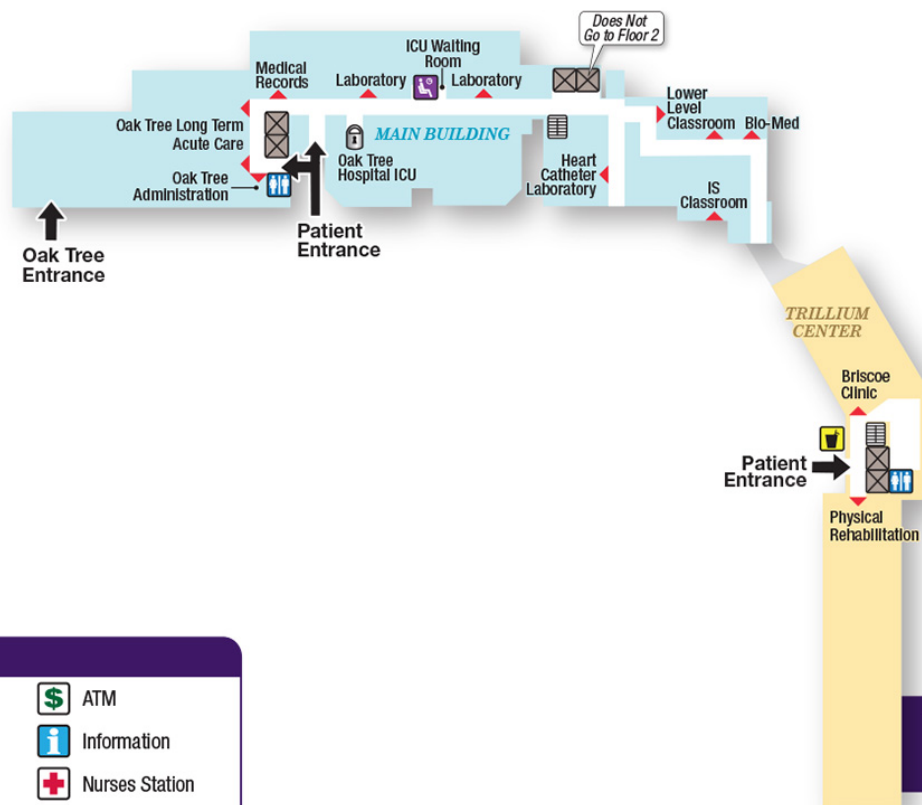 Does Not
Go to Floor 2
ICU Waiting
Room
Medical
Records
Laboratory
Laboratory
Lower
Level
Classroom
Bio-Med
Oak Tree Long Term
Acute Care
MAIN BUILDING
Oak Tree
Hospital ICU
Heart
Catheter
Laboratory
Oak Tree
Administration
IS
Classroom
Patient
Entrance
Oak Tree
Entrance
TRILLIUM
CENTER
Briscoe
Clinic
Patient
Entrance
Physical
Rehabilitation
$ ATM
i Information
Nurses Station